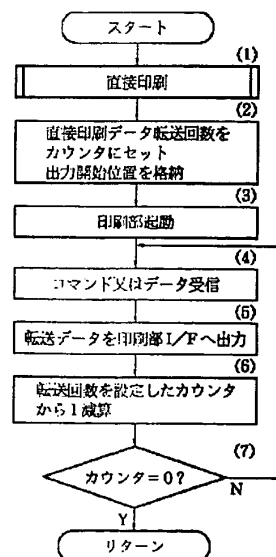 スタート
(1)
直接印刷
(2)
直接印刷データ転送回数を
カウンタにセット
出力開始位置を格納
(3)
印刷部起動
(4)
コマンド又はデータ受信
(5)
転送データを印刷部I/Fへ出力
(6)
転送回数を設定したカウンタ
から1減算
(7)
カウンタ=0?
N
Y
リターン